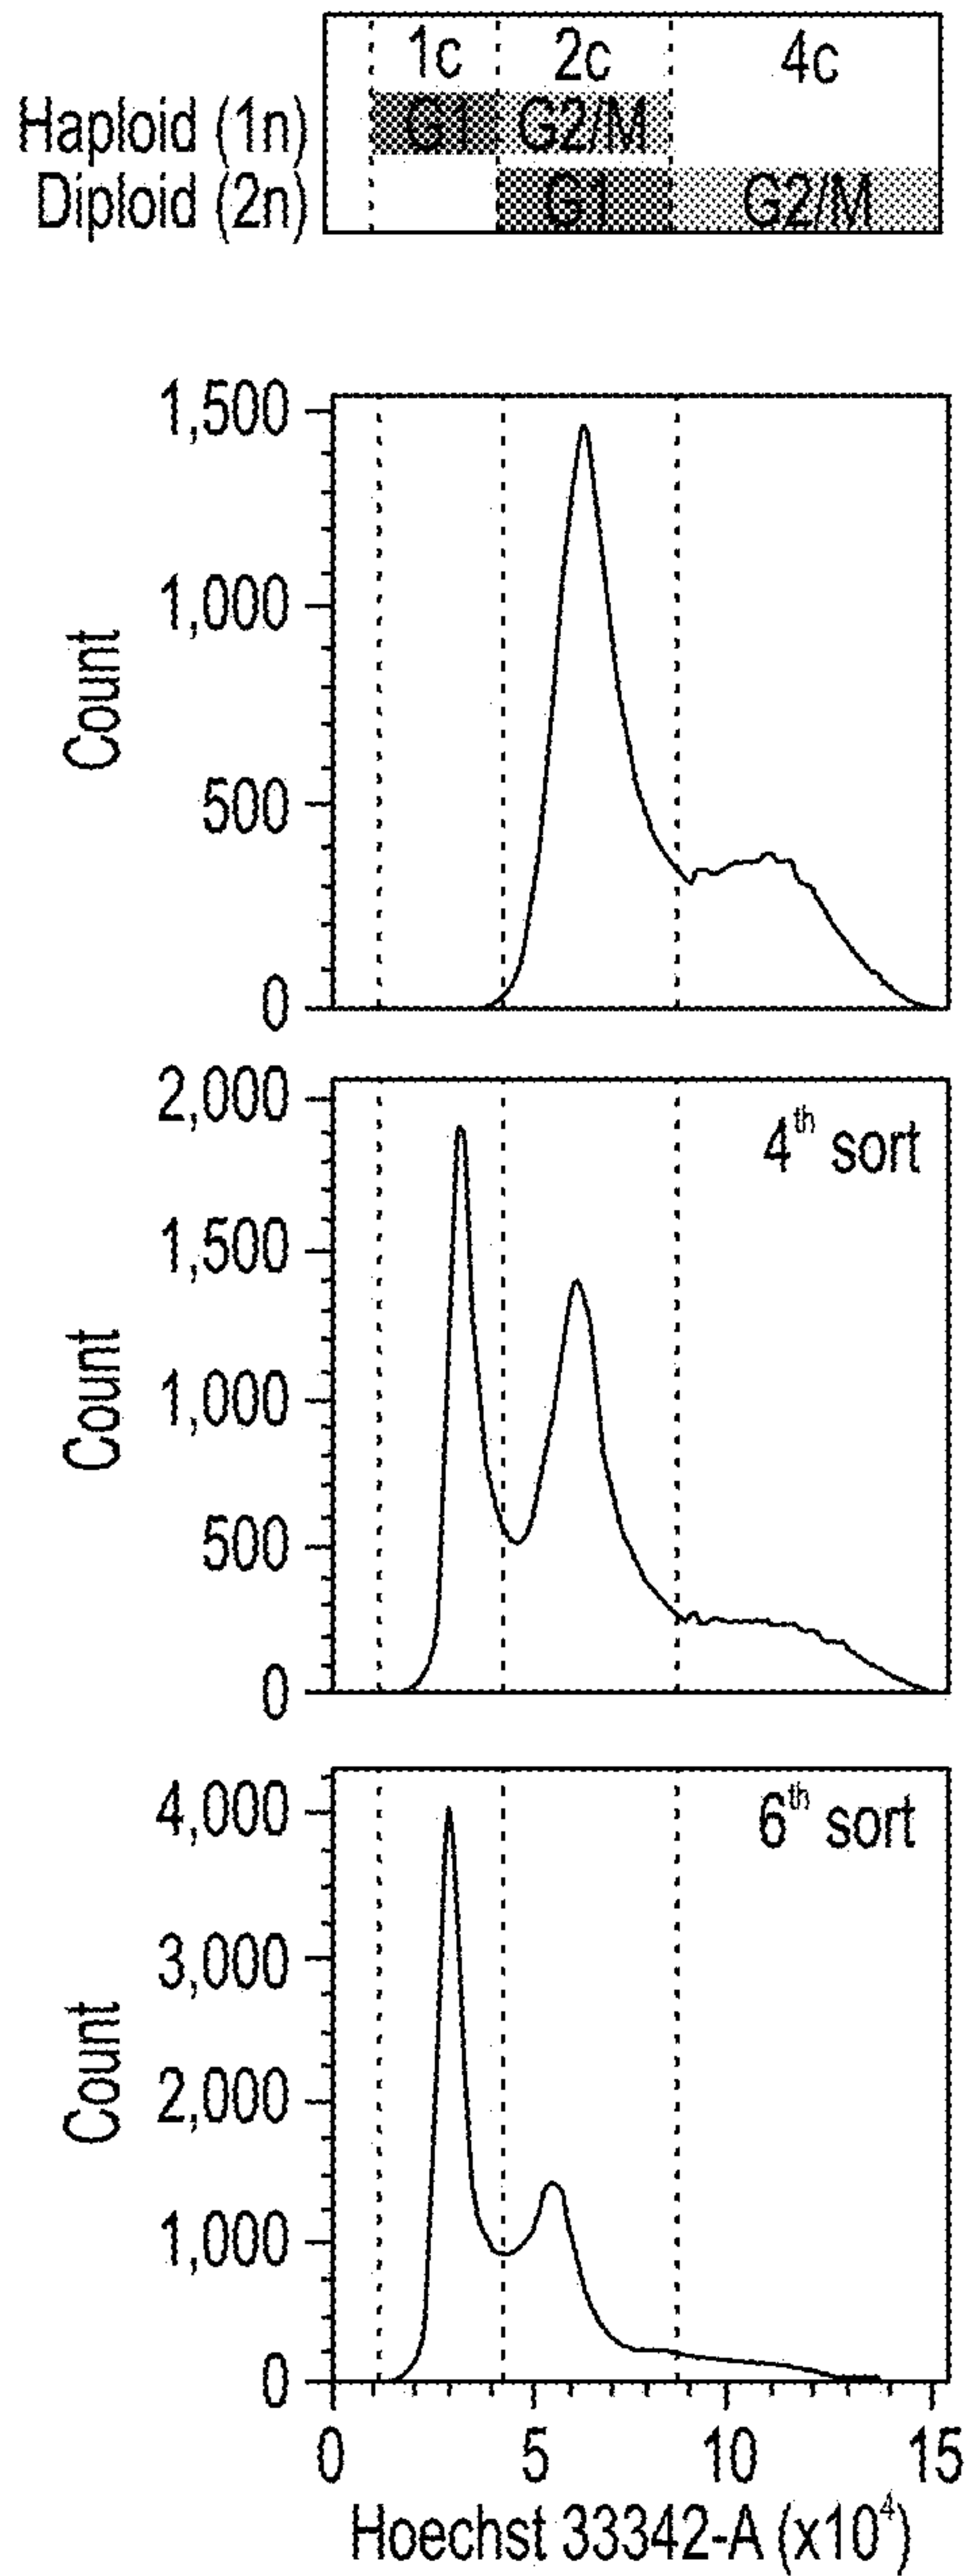 1c 2c 4c
Haploid (1n) G1 G2/M
Diploid (2n) G1 G2/M
1,500
1,000
500
0
Count
4th sort
2,000
1,500
1,000
500
0
Count
6th sort
4,000
3,000
2,000
1,000
0
Count
0 5 10 15
Hoechst 33342-A (x10⁴)